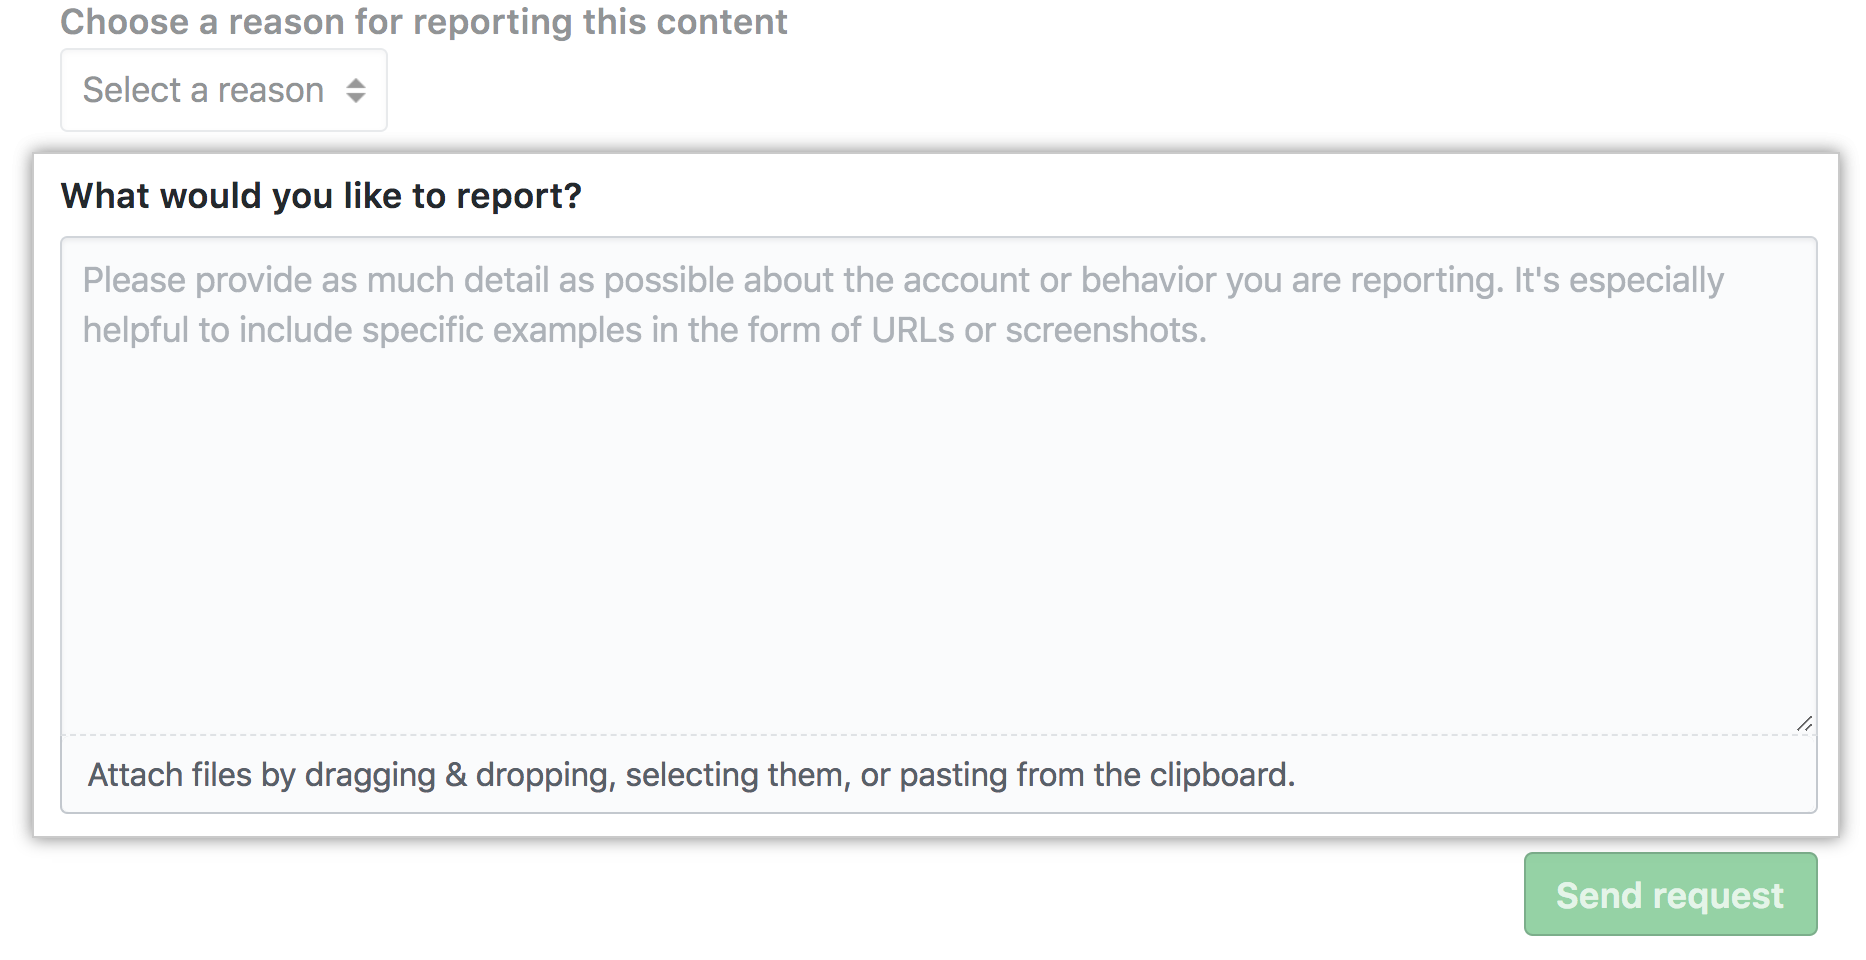 Choose a reason for reporting this content
Select a reason
What would you like to report?
Please provide as much detail as possible about the account or behavior you are reporting. It's especially
helpful to include specific examples in the form of URLs or screenshots.
Attach files by dragging & dropping, selecting them, or pasting from the clipboard.
Send request